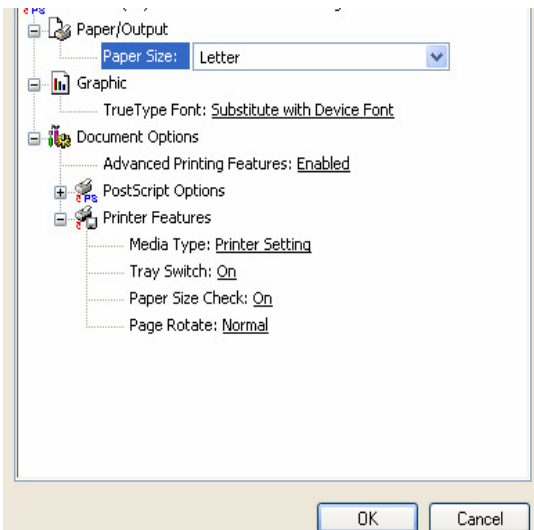 Paper/Output
Paper Size: Letter
Graphic
TrueType Font: Substitute with Device Font
Document Options
Advanced Printing Features: Enabled
PostScript Options
Printer Features
Media Type: Printer Setting
Tray Switch: On
Paper Size Check: On
Page Rotate: Normal
OK Cancel